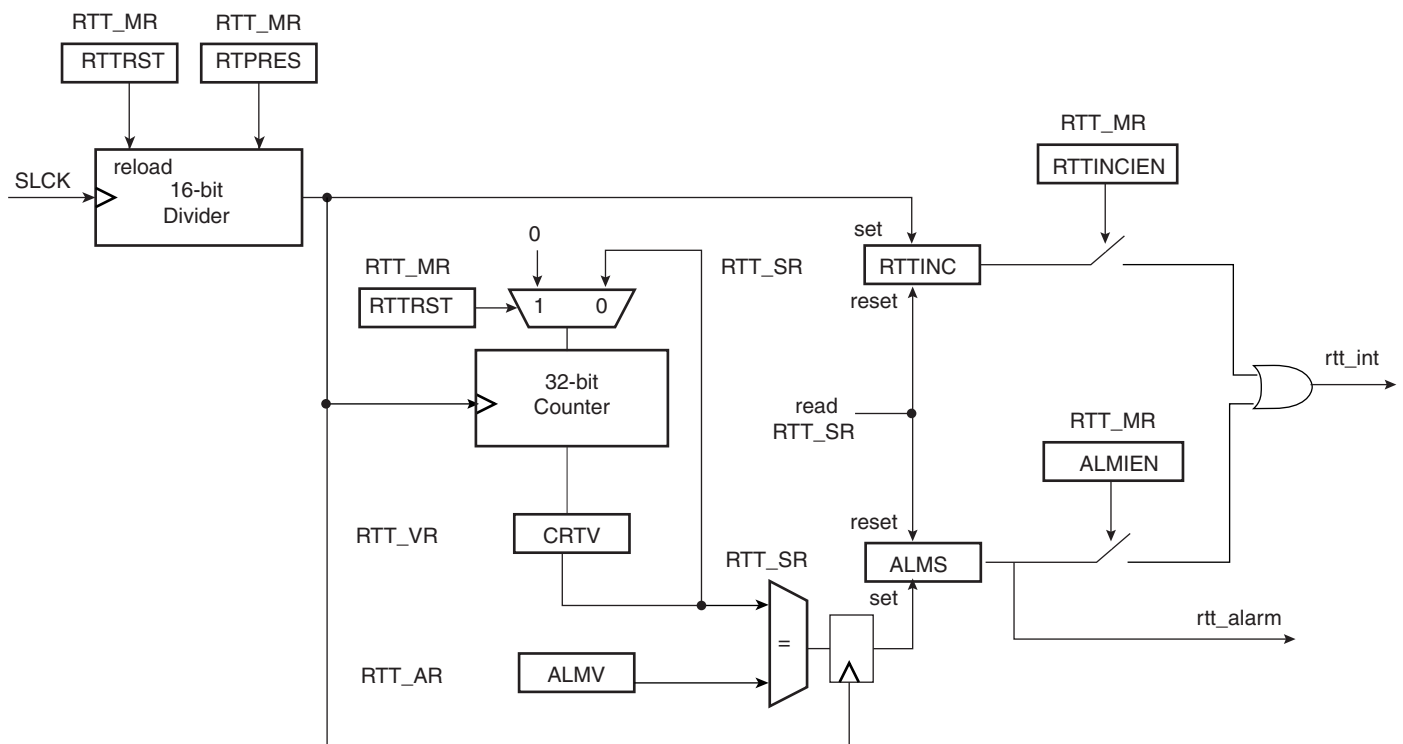 RTT_MR
RTTRST
RTT_MR
RTPRES
reload
16-bit
Divider
SLCK
0
RTT_MR
RTTRST
1
0
RTT_SR
32-bit
Counter
RTT_VR
CRTV
RTT_AR
ALMV
RTT_SR
=
set
RTTINC
reset
read
RTT_SR
reset
ALMS
set
RTT_MR
RTTINCIEN
RTT_MR
ALMIEN
rtt_int
rtt_alarm